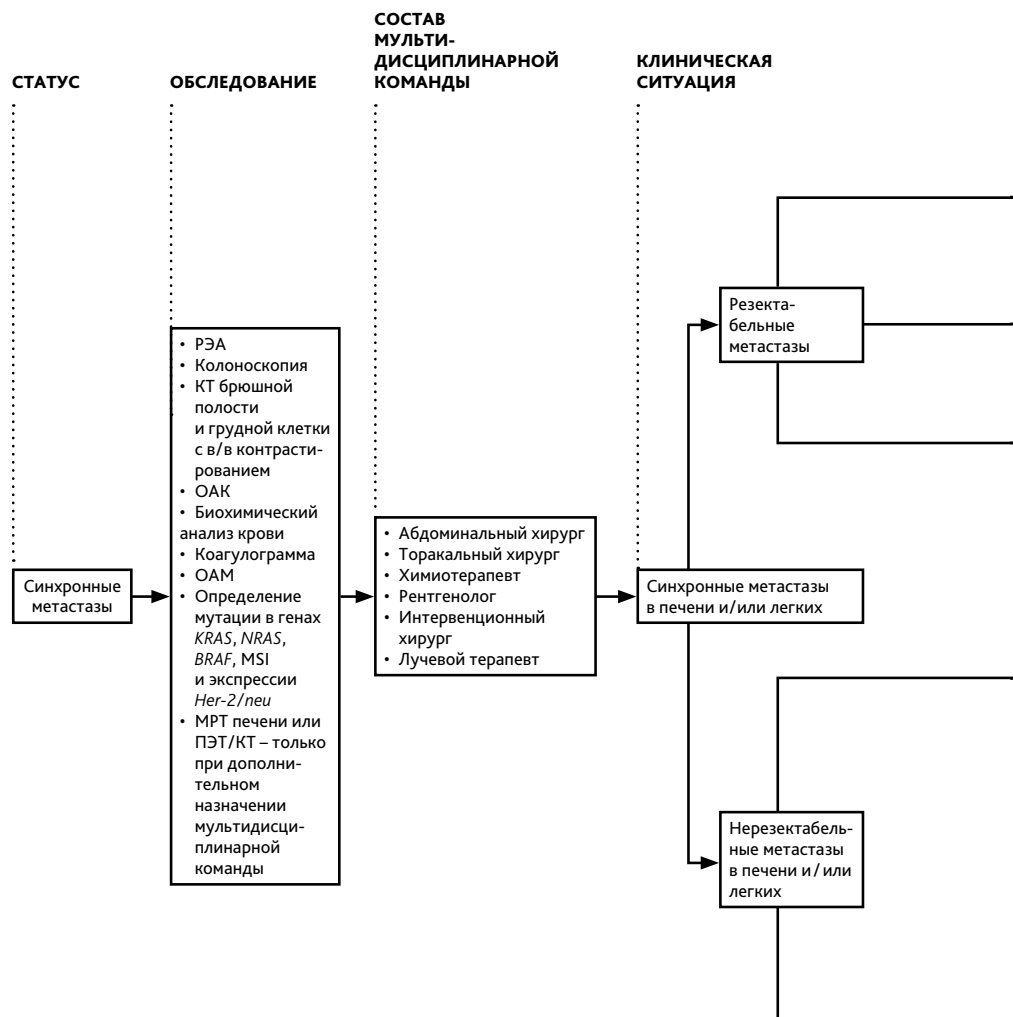 СТАТУС
ОБСЛЕДОВАНИЕ
СОСТАВ
МУЛЬТИ-
ДИСЦИПЛИНАРНОЙ
КОМАНДЫ
КЛИНИЧЕСКАЯ
СИТУАЦИЯ
Синхронные
метастазы
• РЭА
• Колоноскопия
• КТ брюшной
полости
и грудной клетки
с в/в контрасти-
рованием
• ОАК
• Биохимический
анализ крови
• Коагулограмма
• ОАМ
• Определение
мутации в генах
KRAS, NRAS,
BRAF, MSI
и экспрессии
Her-2/neu
• МРТ печени или
ПЭТ/КТ – только
при дополни-
тельном
назначении
мультидисци-
плинарной
команды
• Абдоминальный хирург
• Торакальный хирург
• Химиотерапевт
• Рентгенолог
• Интервенционный
хирург
• Лучевой терапевт
Синхронные метастазы
в печени и/или легких
Резекта-
бельные
метастазы
Нерезектабель-
ные метастазы
в печени и/или
легких